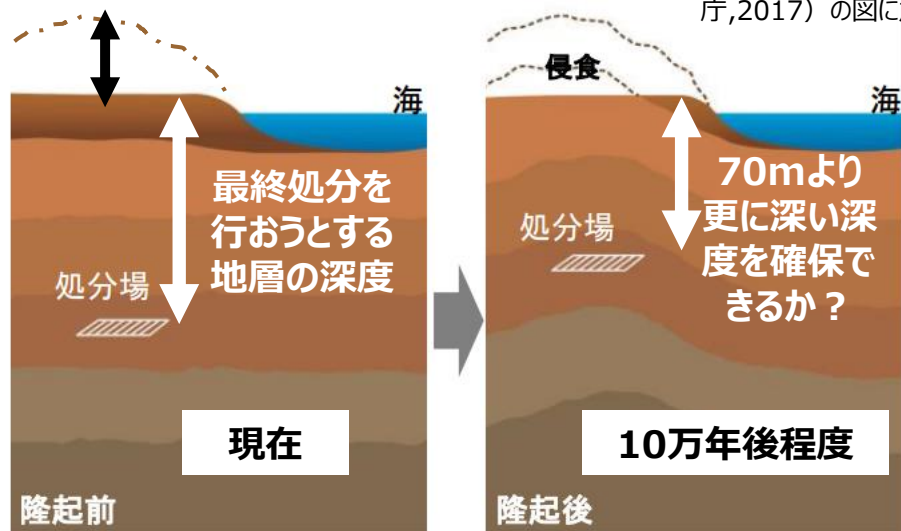 庁,2017）の図に
海
最終処分を
行おうとする
地層の深度
処分場
現在
隆起前
侵食
海
70mより
更に深い深
度を確保で
きるか？
処分場
10万年後程度
隆起後